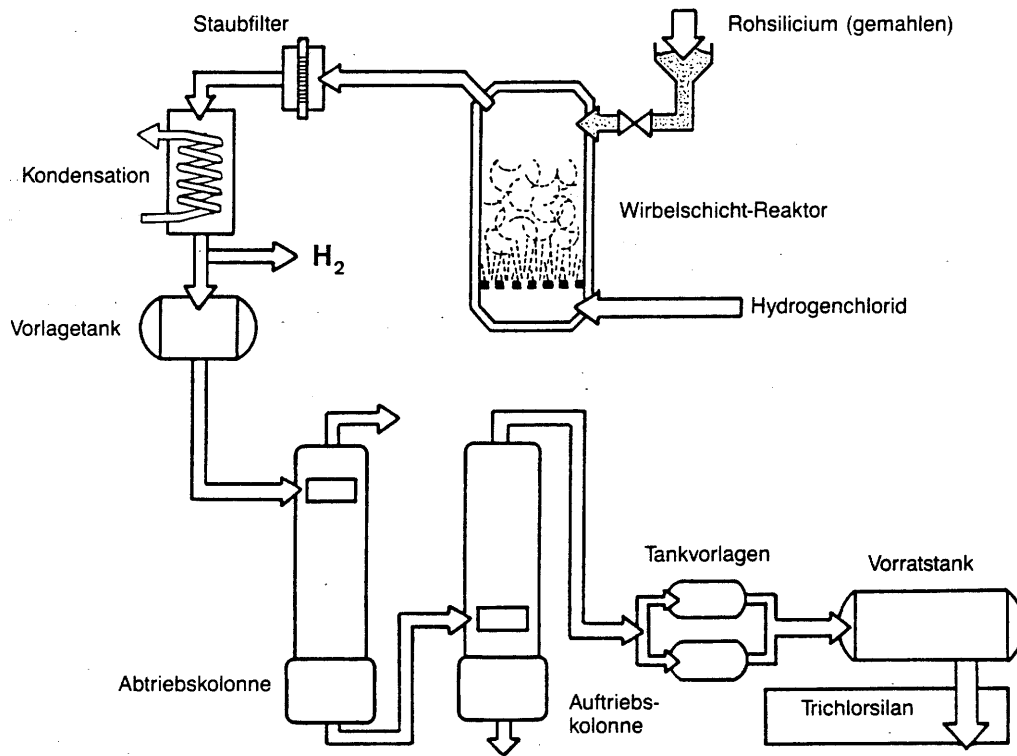 Staubfilter
Rohsilicium (gemahlen)
Kondensation
Wirbelschicht-Reaktor
H2
Hydrogenchlorid
Vorlagetank
Tankvorlagen
Vorratstank
Abtriebskolonne
Auftriebs-
kolonne
Trichlorsilan